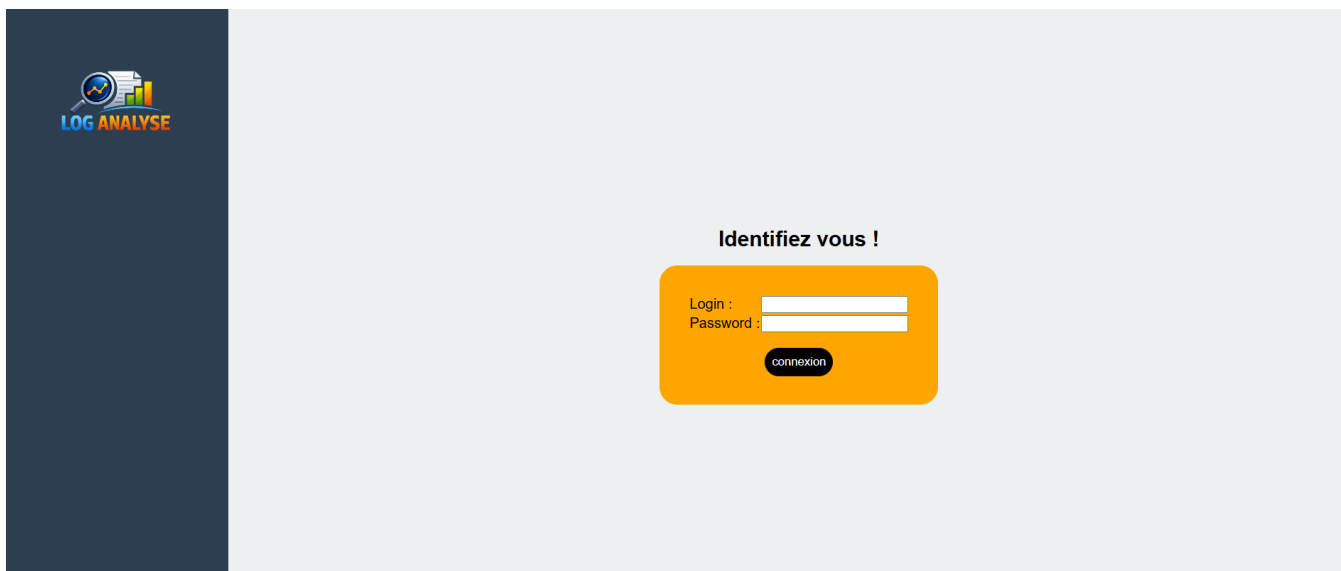 LOG ANALYSE
Identifiez vous !
Login :
Password :
connexion